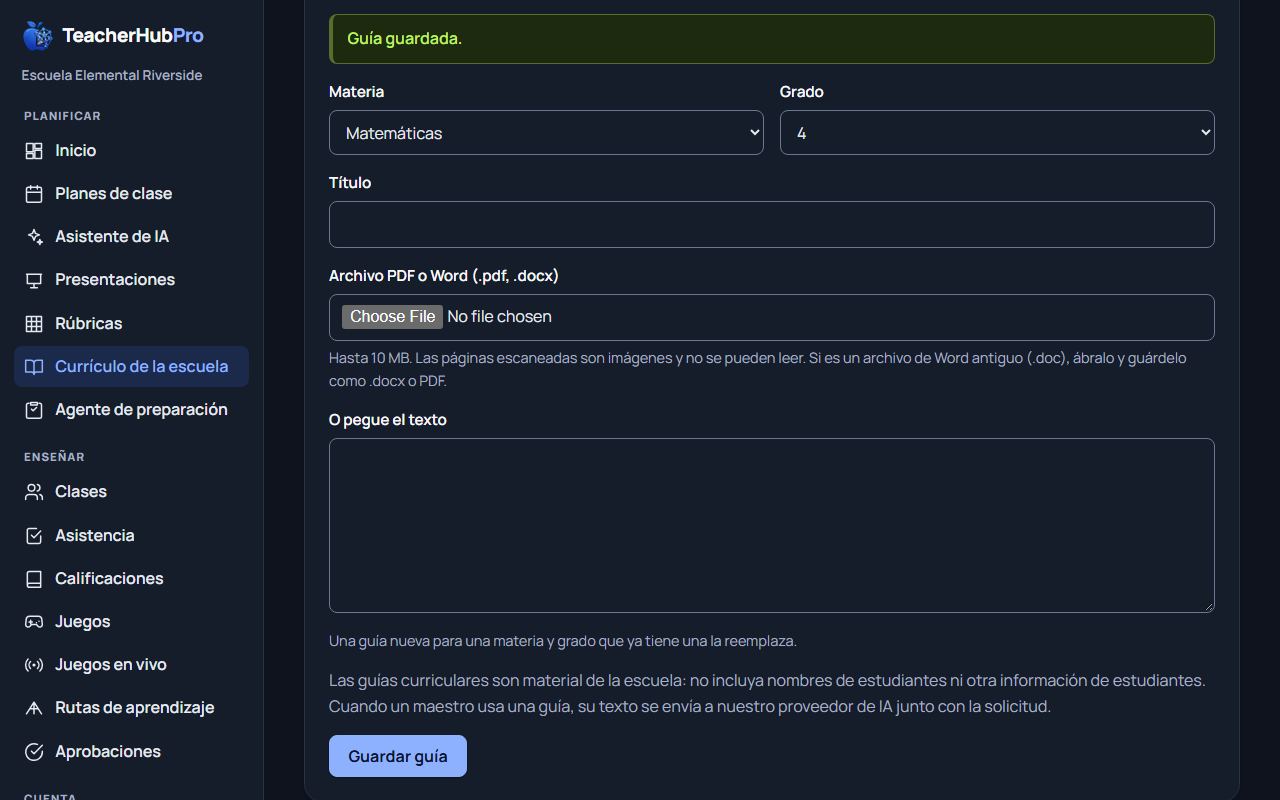 TeacherHubPro
Escuela Elemental Riverside
PLANIFICAR
Inicio
Planes de clase
Asistente de IA
Presentaciones
Rúbricas
Currículo de la escuela
Agente de preparación
ENSEÑAR
Clases
Asistencia
Calificaciones
Juegos
Juegos en vivo
Rutas de aprendizaje
Aprobaciones
CUENTA
Guía guardada.
Materia
Grado
Matemáticas
4
Título
Archivo PDF o Word (.pdf, .docx)
Choose File No file chosen
Hasta 10 MB. Las páginas escaneadas son imágenes y no se pueden leer. Si es un archivo de Word antiguo (.doc), ábralo y guárdelo
como .docx o PDF.
O pegue el texto
Una guía nueva para una materia y grado que ya tiene una la reemplaza.
Las guías curriculares son material de la escuela: no incluya nombres de estudiantes ni otra información de estudiantes.
Cuando un maestro usa una guía, su texto se envía a nuestro proveedor de IA junto con la solicitud.
Guardar guía